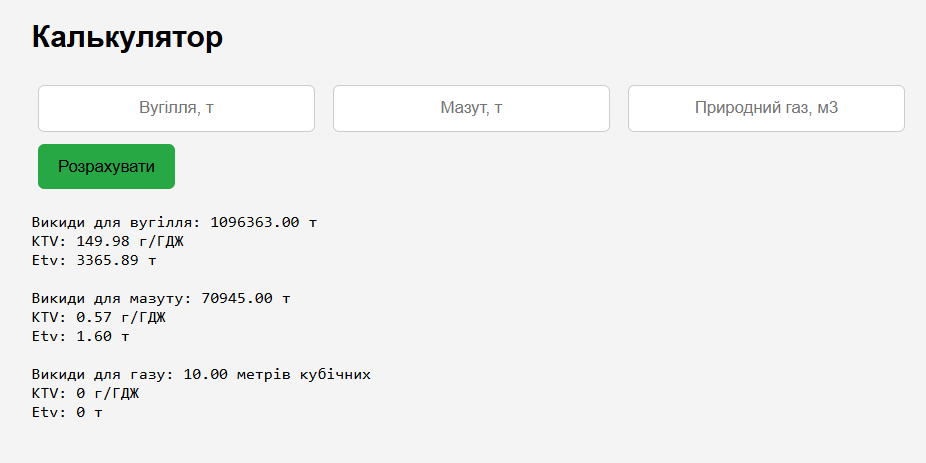 Калькулятор
Вугілля, т
Мазут, т
Природний газ, м3
Розрахувати
Викиди для вугілля: 1096363.00 т
KTV: 149.98 г/ГДЖ
Etv: 3365.89 т
Викиди для мазуту: 70945.00 т
KTV: 0.57 г/ГДЖ
Etv: 1.60 т
Викиди для газу: 10.00 метрів кубічних
KTV: 0 г/ГДЖ
Etv: 0 т